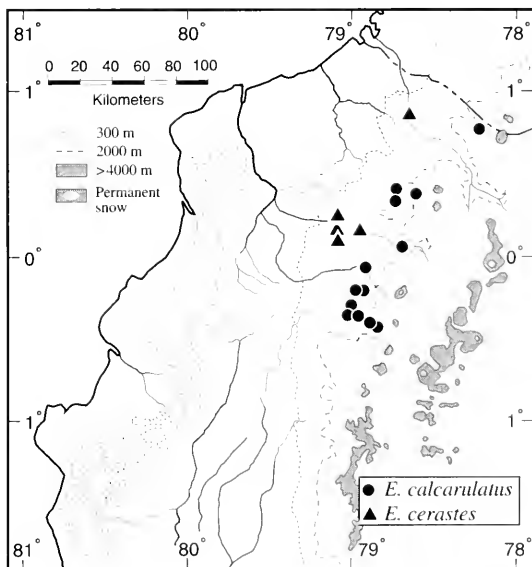 81 80 79 78
0 20 40 60 80 100
Kilometers
1° 1°
300 m
2000 m
>4000 m
Permanent
snow
0° 0°
1° 1°
E. calcarulatus
E. cerastes
81° 80 79° 78°